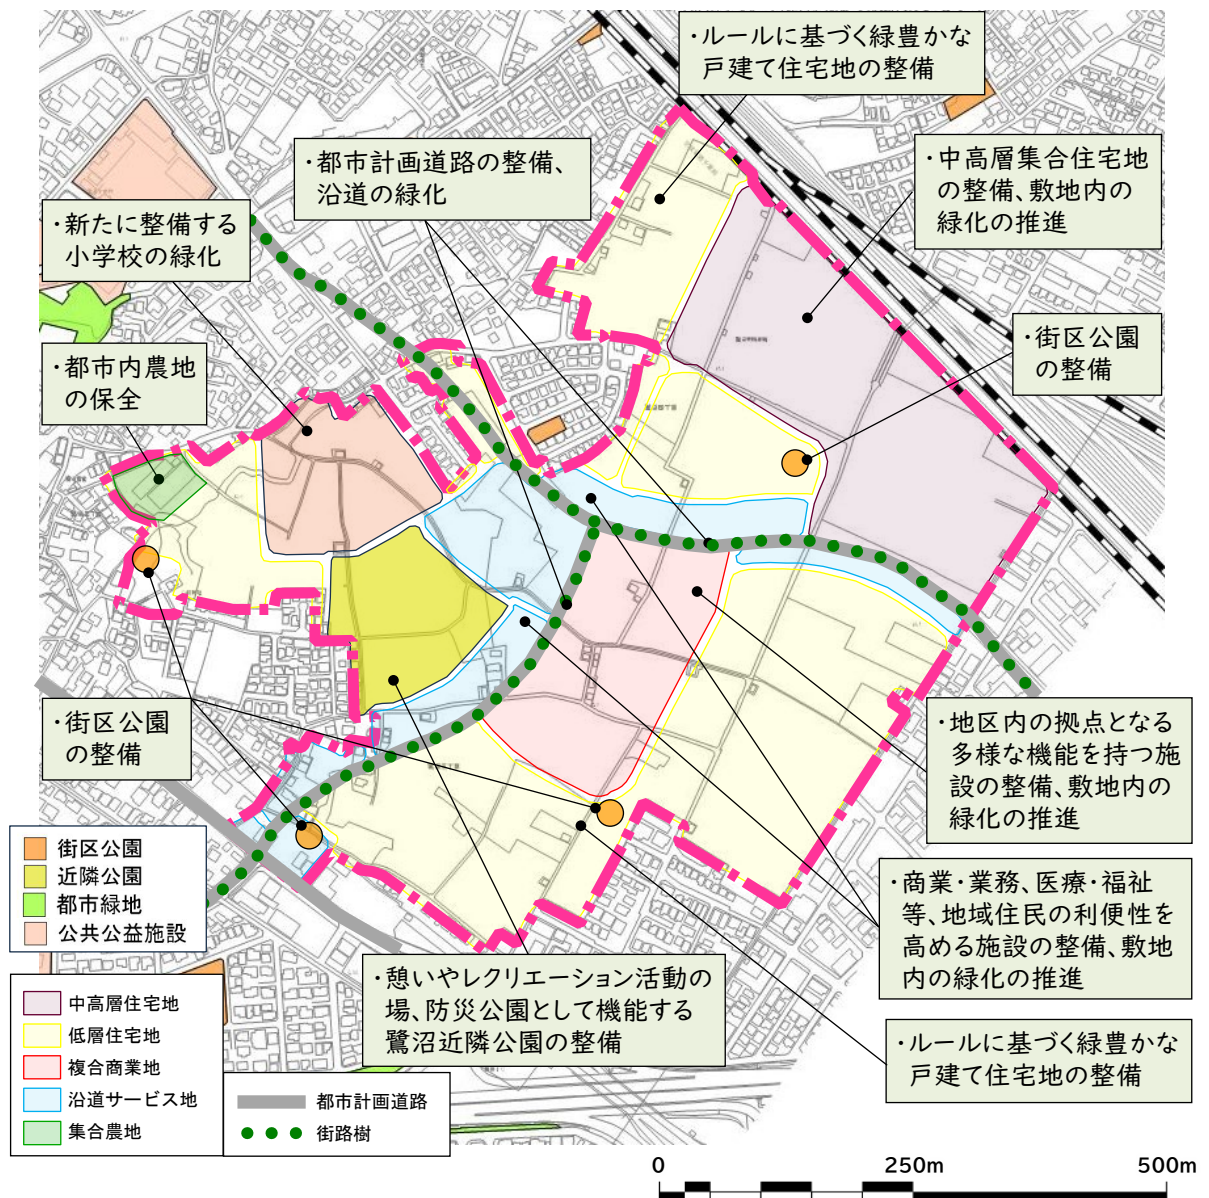 ・ルールに基づく緑豊かな
戸建て住宅地の整備
・都市計画道路の整備、
沿道の緑化
・中高層集合住宅地
の整備、敷地内の
緑化の推進
・新たに整備する
小学校の緑化
・街区公園
の整備
・都市内農地
の保全
・街区公園
の整備
・地区内の拠点となる
多様な機能を持つ施
設の整備、敷地内の
緑化の推進
・商業・業務、医療・福祉
等、地域住民の利便性を
高める施設の整備、敷地
内の緑化の推進
・憩いやレクリエーション活動の
場、防災公園として機能する
鷺沼近隣公園の整備
・ルールに基づく緑豊かな
戸建て住宅地の整備
街区公園
近隣公園
都市緑地
公共公益施設
中高層住宅地
低層住宅地
複合商業地
沿道サービス地
集合農地
都市計画道路
街路樹
0 250m 500m